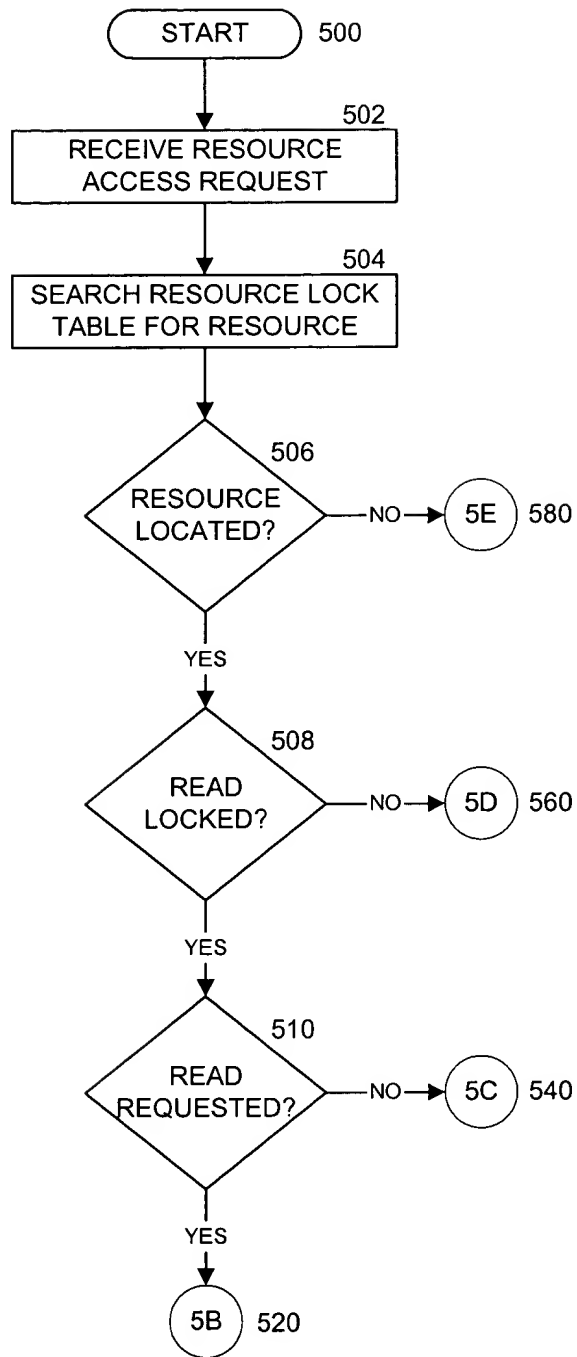 START
500
502
RECEIVE RESOURCE
ACCESS REQUEST
504
SEARCH RESOURCE LOCK
TABLE FOR RESOURCE
506
RESOURCE
LOCATED?
NO
5E
580
YES
508
READ
LOCKED?
NO
5D
560
YES
510
READ
REQUESTED?
NO
5C
540
YES
5B
520